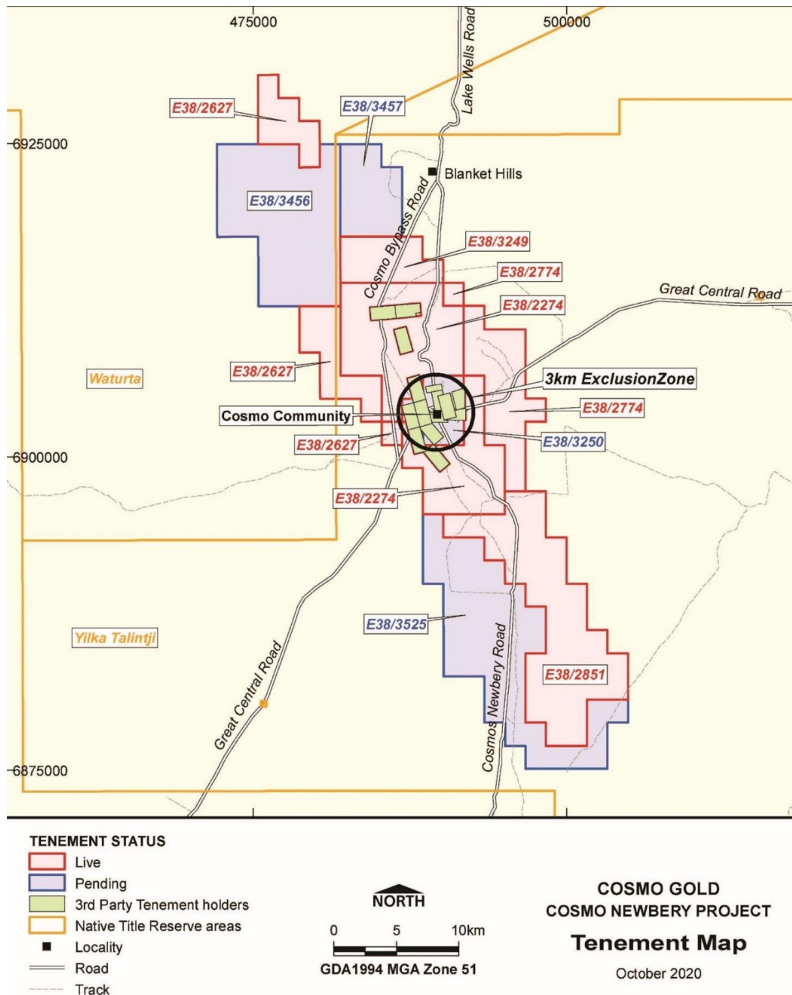 475000
500000
Lake Wells Road
E38/2627
E38/3457
6925000
Blanket Hills
E38/3456
Cosmo Bypass Road
E38/3249
E38/2774
Great Central Road
E38/2274
E38/2627
Waturta
3km ExclusionZone
Cosmo Community
E38/2774
E38/2627
E38/3250
6900000
E38/2274
E38/3525
Yilka Talintji
Great Central Road
Cosmos Newbery Road
E38/2851
6875000
TENEMENT STATUS
Live
Pending
3rd Party Tenement holders
Native Title Reserve areas
Locality
Road
Track
NORTH
0 5 10km
GDA1994 MGA Zone 51
COSMO GOLD
COSMO NEWBERY PROJECT
Tenement Map
October 2020